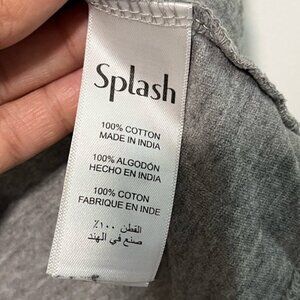 Splash
100% COTTON
MADE IN INDIA
100% ALGODÓN
HECHO EN INDIA
100% COTON
FABRIQUE EN INDE
القطن ١٠٠٪
صنع في الهند